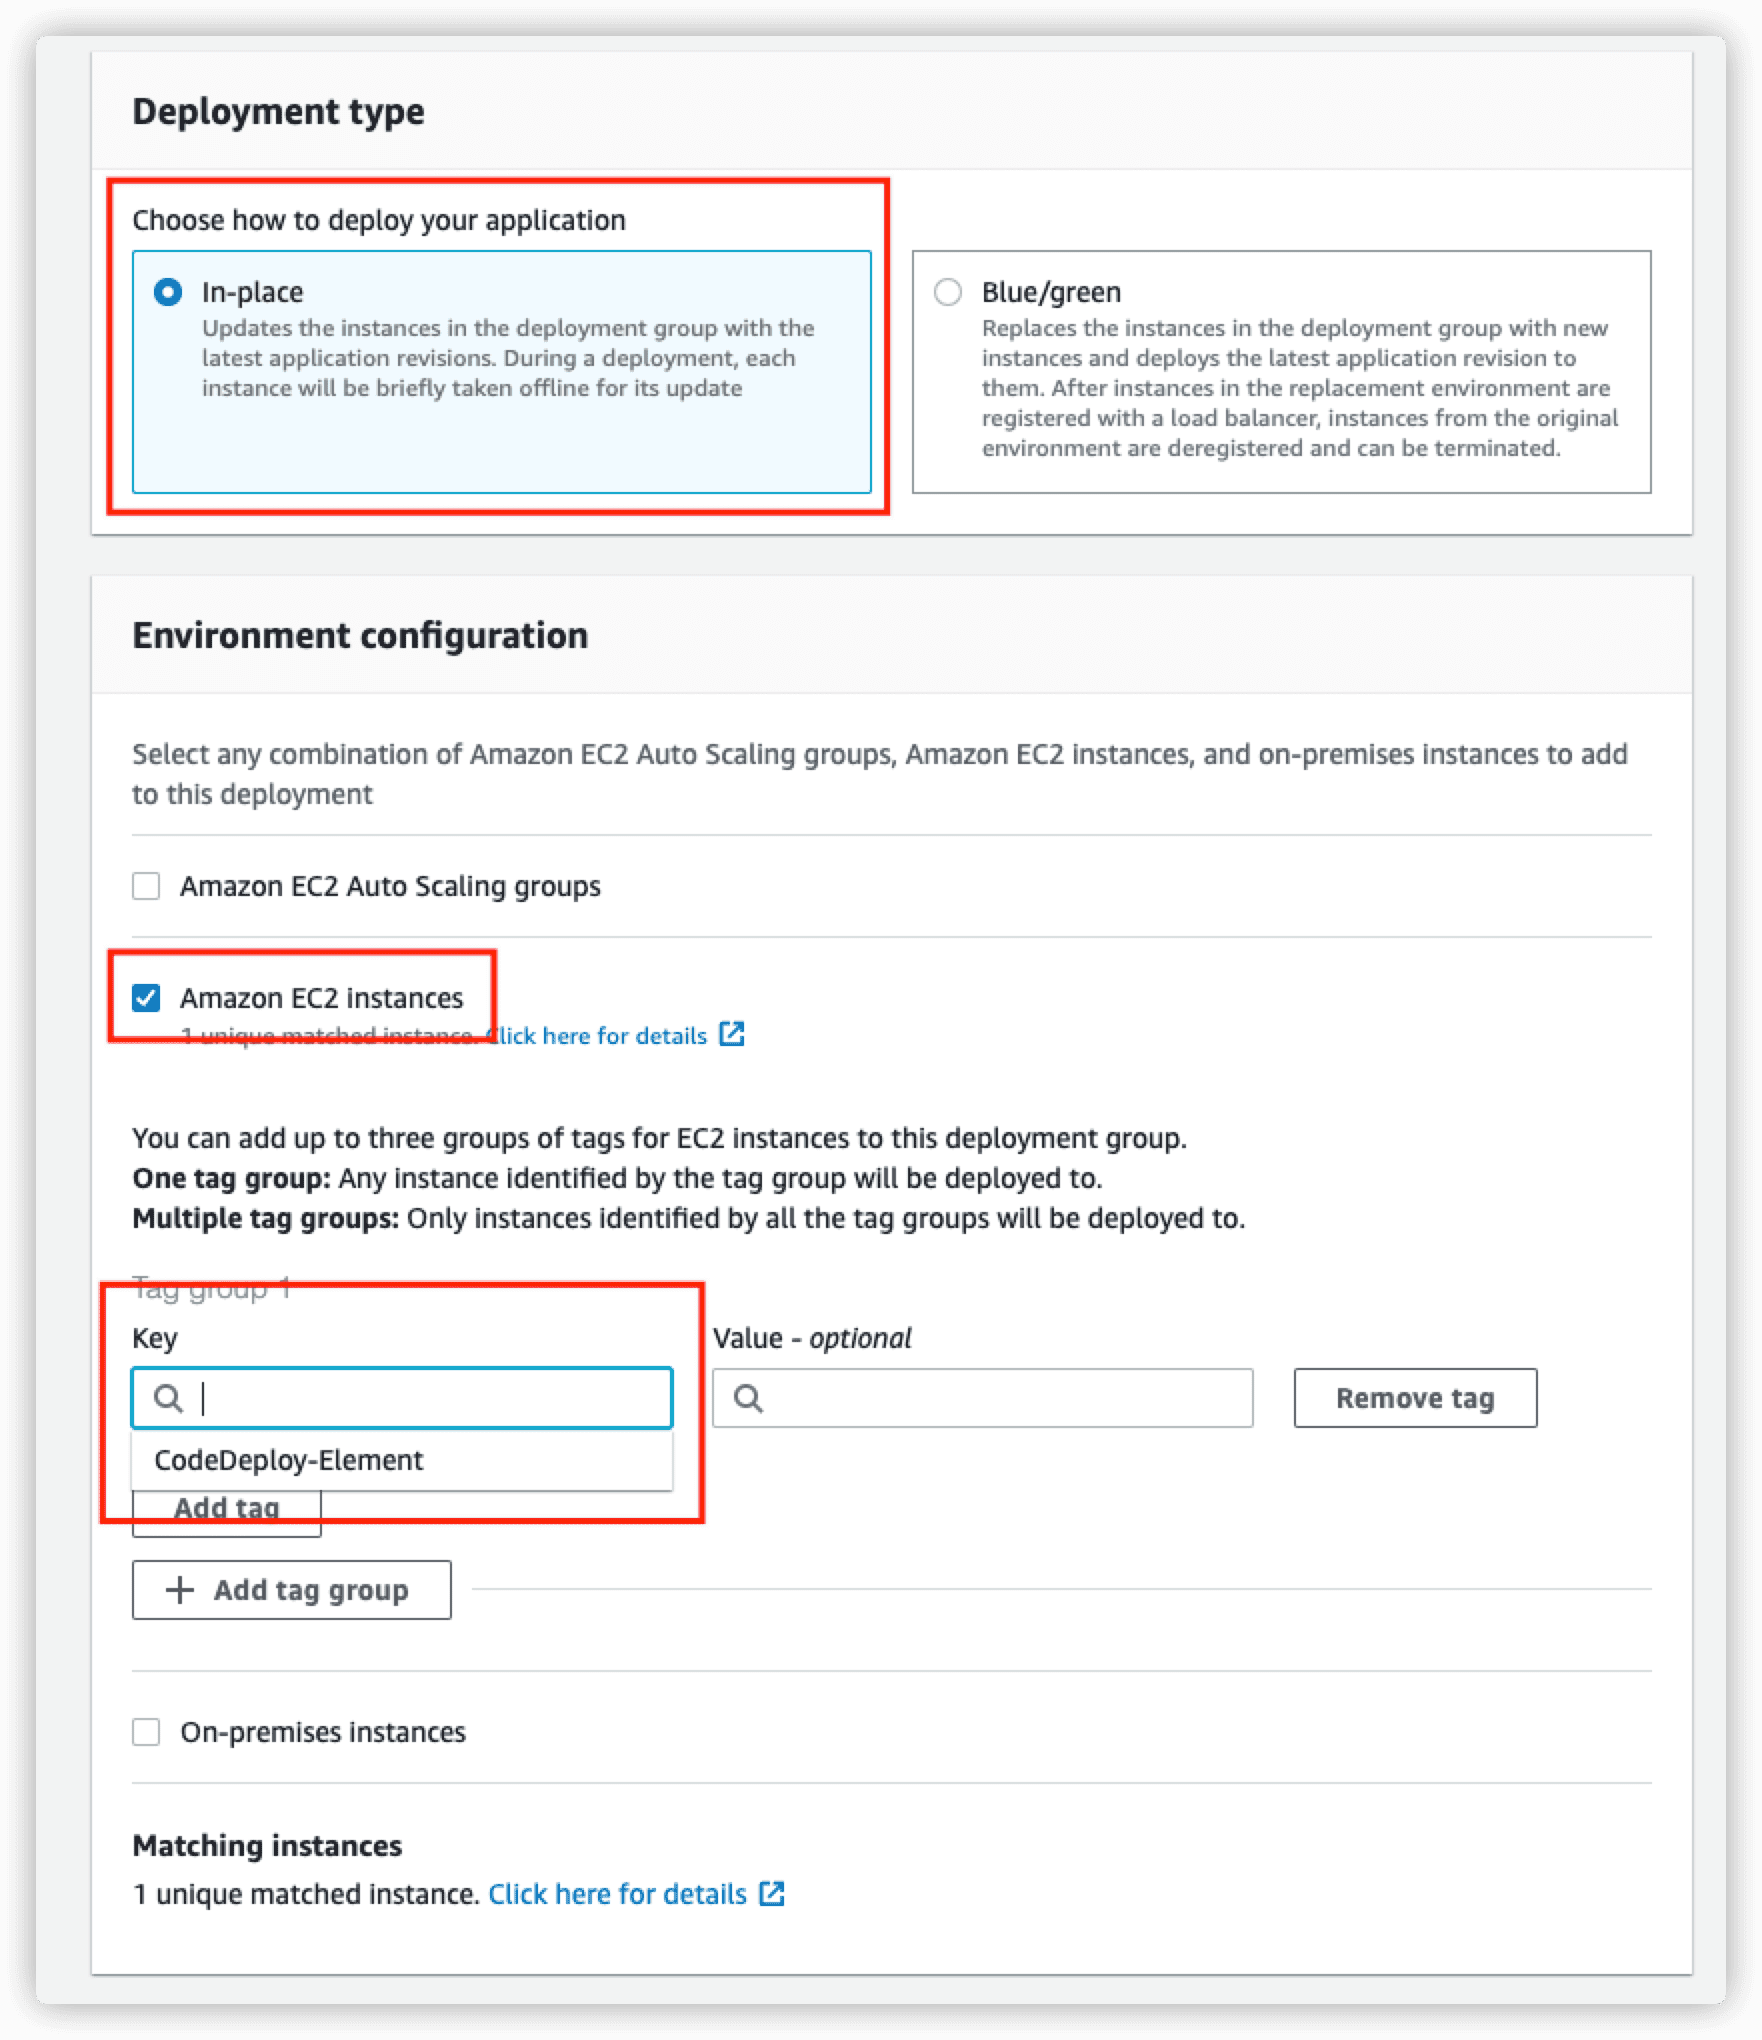 Deployment type
Choose how to deploy your application
In-place
Updates the instances in the deployment group with the
latest application revisions. During a deployment, each
instance will be briefly taken offline for its update
Blue/green
Replaces the instances in the deployment group with new
instances and deploys the latest application revision to
them. After instances in the replacement environment are
registered with a load balancer, instances from the original
environment are deregistered and can be terminated.
Environment configuration
Select any combination of Amazon EC2 Auto Scaling groups, Amazon EC2 instances, and on-premises instances to add
to this deployment
Amazon EC2 Auto Scaling groups
Amazon EC2 instances
1 unique matched instance. Click here for details
You can add up to three groups of tags for EC2 instances to this deployment group.
One tag group: Any instance identified by the tag group will be deployed to.
Multiple tag groups: Only instances identified by all the tag groups will be deployed to.
Tag group 1
Key
Value - optional
Remove tag
CodeDeploy-Element
Add tag
Add tag group
On-premises instances
Matching instances
1 unique matched instance. Click here for details